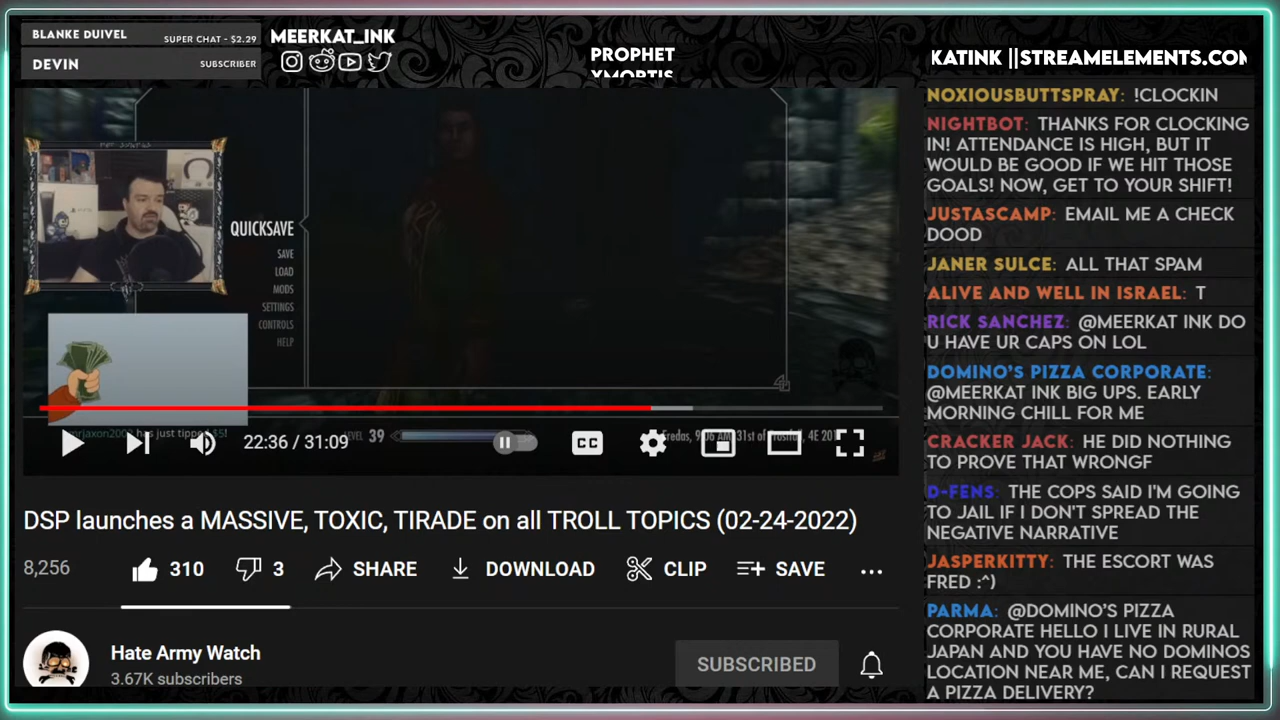 BLANKE DUIVEL SUPER CHAT - $2.29
DEVIN SUBSCRIBER
MEERKAT_INK
PROPHET
XMORTIS
KATINK ||STREAMELEMENTS.COM
QUICKSAVE
SAVE
LOAD
MODS
SETTINGS
CONTROLS
HELP
has just tipped $5!
LEVEL 39
22:36 / 31:09
CC
DSP launches a MASSIVE, TOXIC, TIRADE on all TROLL TOPICS (02-24-2022)
8,256
310
3
SHARE
DOWNLOAD
CLIP
SAVE
Hate Army Watch
3.67K subscribers
SUBSCRIBED
NOXIOUSBUTTSPRAY: !CLOCKIN
NIGHTBOT: THANKS FOR CLOCKING
IN! ATTENDANCE IS HIGH, BUT IT
WOULD BE GOOD IF WE HIT THOSE
GOALS! NOW, GET TO YOUR SHIFT!
JUSTASCAMP: EMAIL ME A CHECK
DOOD
JANER SULCE: ALL THAT SPAM
ALIVE AND WELL IN ISRAEL: T
RICK SANCHEZ: @MEERKAT INK DO
U HAVE UR CAPS ON LOL
DOMINO'S PIZZA CORPORATE:
@MEERKAT INK BIG UPS. EARLY
MORNING CHILL FOR ME
CRACKER JACK: HE DID NOTHING
TO PROVE THAT WRONGF
D-FENS: THE COPS SAID I'M GOING
TO JAIL IF I DON'T SPREAD THE
NEGATIVE NARRATIVE
JASPERKITTY: THE ESCORT WAS
FRED :^)
PARMA: @DOMINO'S PIZZA
CORPORATE HELLO I LIVE IN RURAL
JAPAN AND YOU HAVE NO DOMINOS
LOCATION NEAR ME, CAN I REQUEST
A PIZZA DELIVERY?